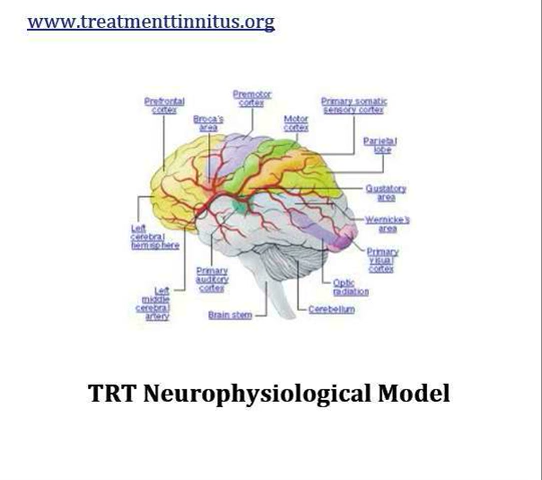 www.treatmenttinnitus.org
Premotor
cortex
Prefrontal
cortex
Primary somatic
sensory cortex
Broca's
area
Motor
cortex
Parietal
lobe
Gustatory
area
Wernicke's
area
Left
cerebral
hemisphere
Primary
visual
cortex
Primary
auditory
cortex
Optic
radiation
Left
middle
cerebral
artery
Brain stem
Cerebellum
TRT Neurophysiological Model